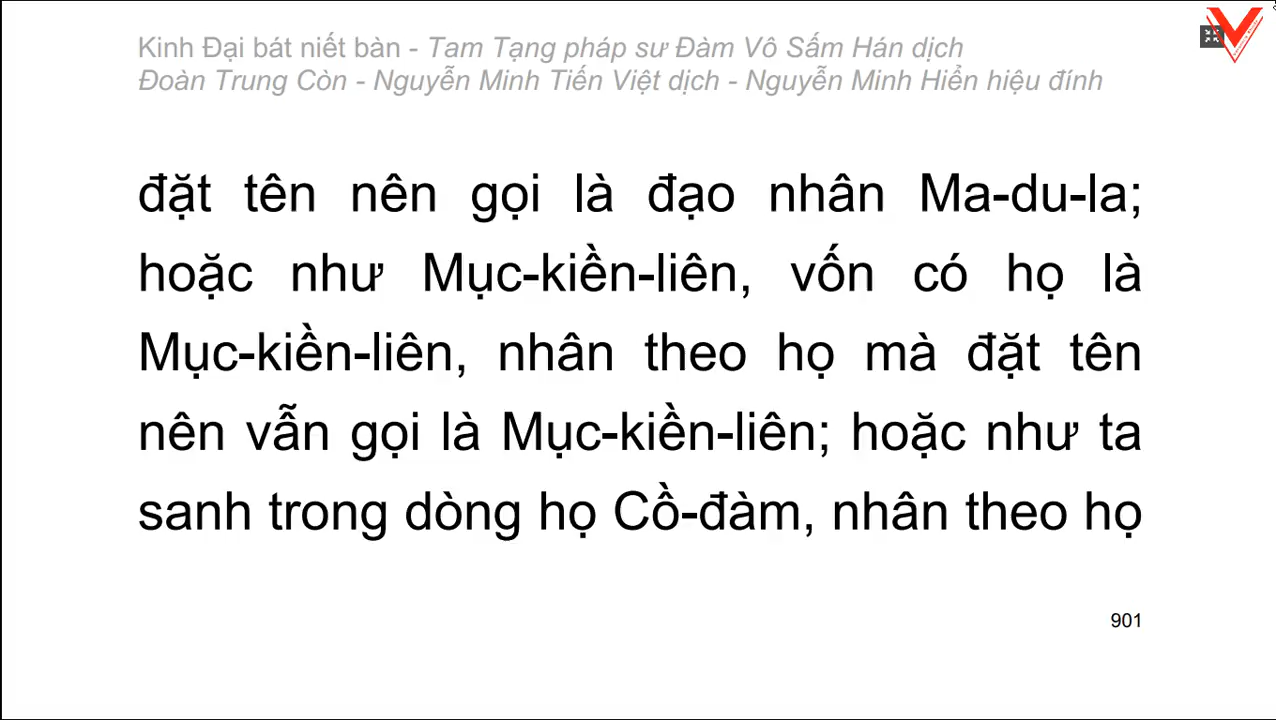 Kinh Đại bát niết bàn - Tam Tạng pháp sư Đàm Vô Sấm Hán dịch
Đoàn Trung Còn - Nguyễn Minh Tiến Việt dịch - Nguyễn Minh Hiển hiệu đính
đặt tên nên gọi là đạo nhân Ma-du-la;
hoặc như Mục-kiền-liên, vốn có họ là
Mục-kiền-liên, nhân theo họ mà đặt tên
nên vẫn gọi là Mục-kiền-liên; hoặc như ta
sanh trong dòng họ Cồ-đàm, nhân theo họ
901